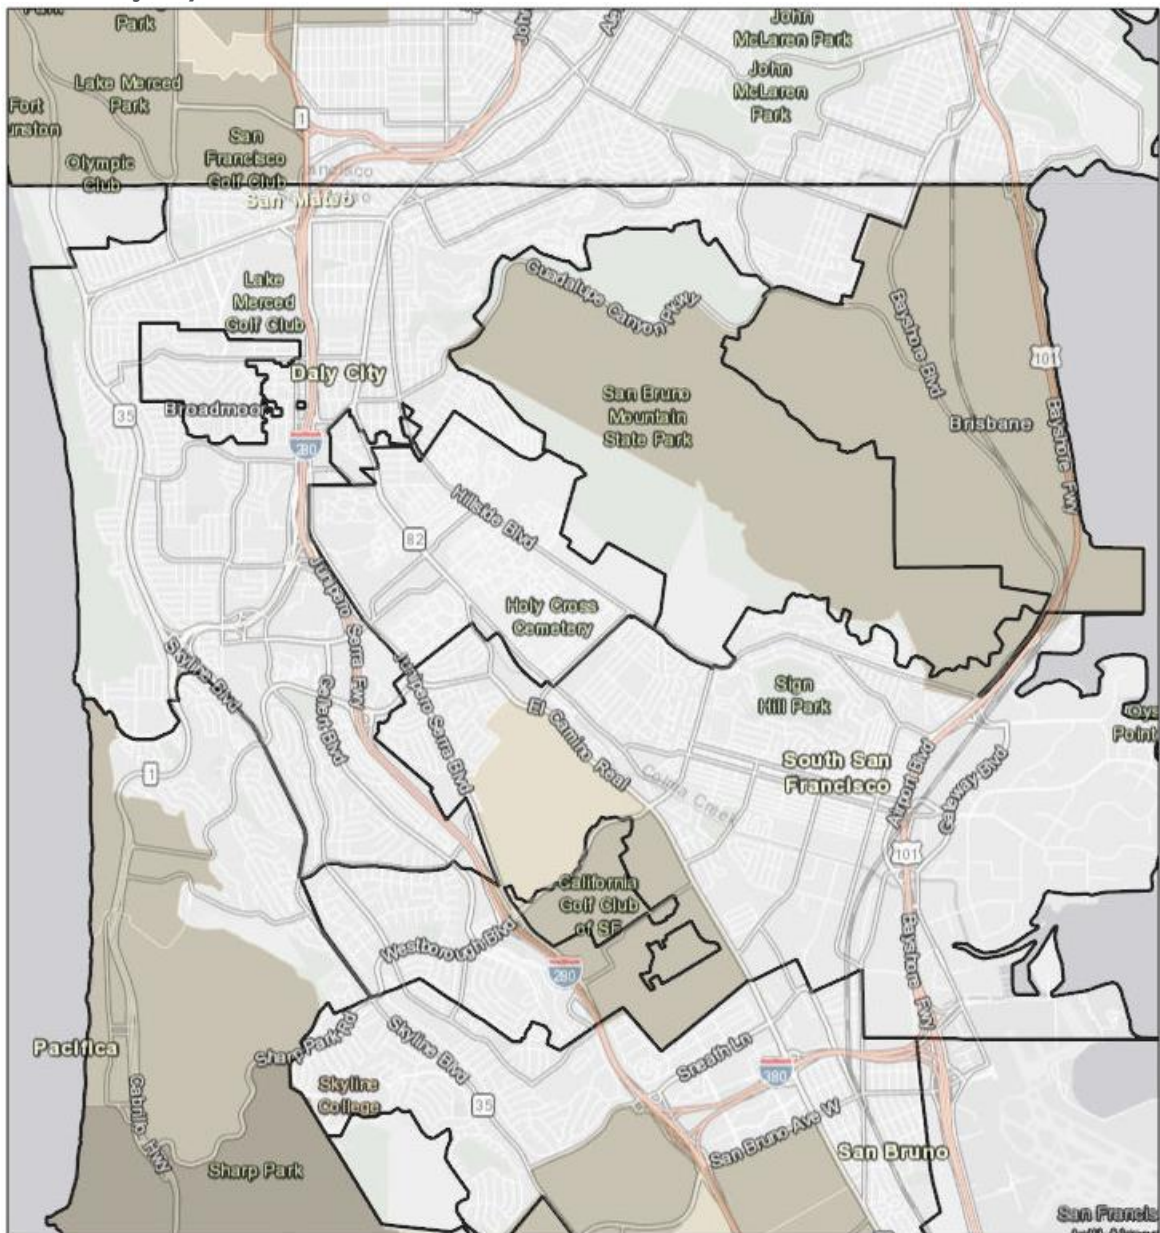 Park
Park
John
McLaren Park
Lake Merced
Park
John
McLaren
Park
Fort
1
San
Francisco
Golf Club
Olympic
Club
San Mateo
Guadalupe Canyon Pkwy
Lake
Merced
Golf Club
Bayshore Blvd
101
Daly City
San Bruno
Mountain
State Park
35
Broadmoor
Brisbane
280
Bayshore Fwy
Hillside Blvd
82
Junipero Serra Fwy
Holy Cross
Cemetery
Skyline Blvd
Junipero Serra Blvd
Gellert Blvd
Sign
Hill Park
El Camino Real
Point
1
South San
Francisco
Airport Blvd
Gateway Blvd
Colma Creek
101
California
Golf Club
of SF
Westborough Blvd
280
Bayshore Fwy
Pacifica
Sharp Park Rd
Skyline Blvd
Sneath Ln
380
Cabrillo Hwy
Skyline
College
35
San Bruno Ave W
San Bruno
Sharp Park